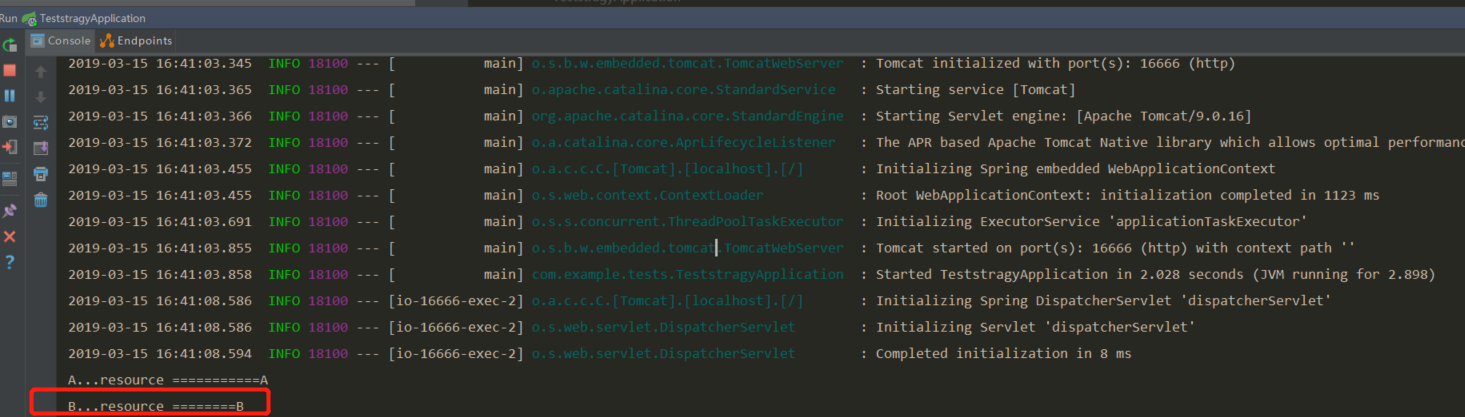 Run TeststragyApplication
Console Endpoints
2019-03-15 16:41:03.345 INFO 18100 --- [ main] o.s.b.w.embedded.tomcat.TomcatWebServer : Tomcat initialized with port(s): 16666 (http)
2019-03-15 16:41:03.365 INFO 18100 --- [ main] o.apache.catalina.core.StandardService : Starting service [Tomcat]
2019-03-15 16:41:03.366 INFO 18100 --- [ main] org.apache.catalina.core.StandardEngine : Starting Servlet engine: [Apache Tomcat/9.0.16]
2019-03-15 16:41:03.372 INFO 18100 --- [ main] o.a.catalina.core.AprLifecycleListener : The APR based Apache Tomcat Native library which allows optimal performanc
2019-03-15 16:41:03.455 INFO 18100 --- [ main] o.a.c.c.C.[Tomcat].[localhost].[/] : Initializing Spring embedded WebApplicationContext
2019-03-15 16:41:03.455 INFO 18100 --- [ main] o.s.web.context.ContextLoader : Root WebApplicationContext: initialization completed in 1123 ms
2019-03-15 16:41:03.691 INFO 18100 --- [ main] o.s.s.concurrent.ThreadPoolTaskExecutor : Initializing ExecutorService 'applicationTaskExecutor'
2019-03-15 16:41:03.855 INFO 18100 --- [ main] o.s.b.w.embedded.tomcat.TomcatWebServer : Tomcat started on port(s): 16666 (http) with context path ''
2019-03-15 16:41:03.858 INFO 18100 --- [ main] com.example.tests.TeststragyApplication : Started TeststragyApplication in 2.028 seconds (JVM running for 2.898)
2019-03-15 16:41:08.586 INFO 18100 --- [io-16666-exec-2] o.a.c.c.C.[Tomcat].[localhost].[/] : Initializing Spring DispatcherServlet 'dispatcherServlet'
2019-03-15 16:41:08.586 INFO 18100 --- [io-16666-exec-2] o.s.web.servlet.DispatcherServlet : Initializing Servlet 'dispatcherServlet'
2019-03-15 16:41:08.594 INFO 18100 --- [io-16666-exec-2] o.s.web.servlet.DispatcherServlet : Completed initialization in 8 ms
A...resource ===========A
B...resource ========B